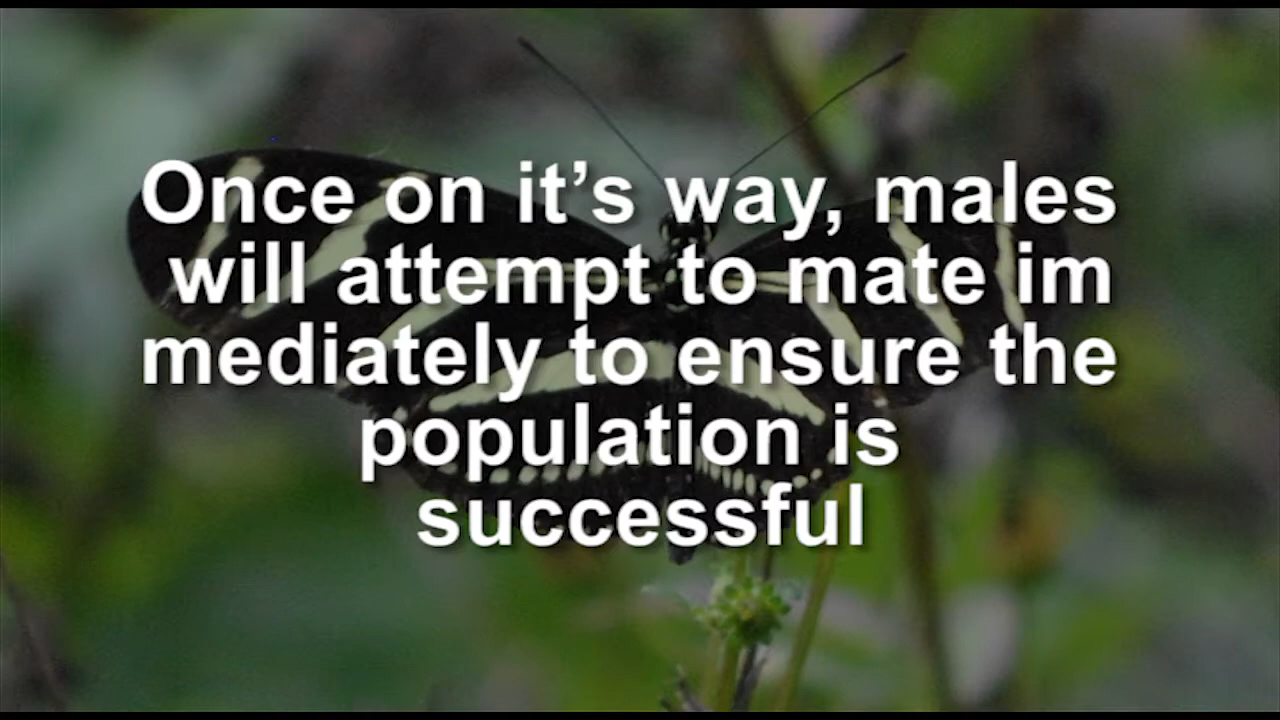 Once on it’s way, males
will attempt to mate im
mediately to ensure the
population is
successful